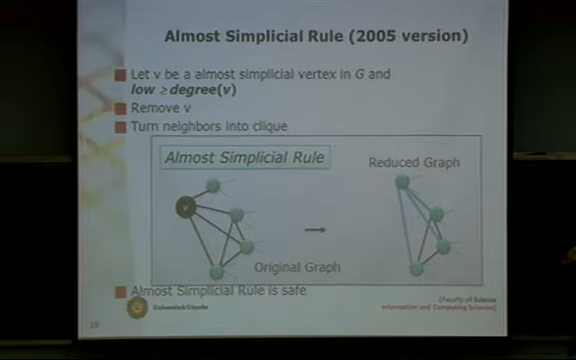 Almost Simplicial Rule (2005 version)
Let v be a almost simplicial vertex in G and
low ≥ degree(v)
Remove v
Turn neighbors into clique
Almost Simplicial Rule
Reduced Graph
v
Original Graph
Almost Simplicial Rule is safe
Universiteit Utrecht
[Faculty of Science
Information and Computing Sciences]